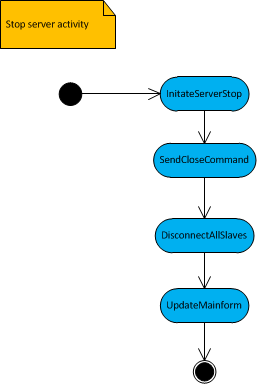 Stop server activity
InitateServerStop
SendCloseCommand
DisconnectAllSlaves
UpdateMainform